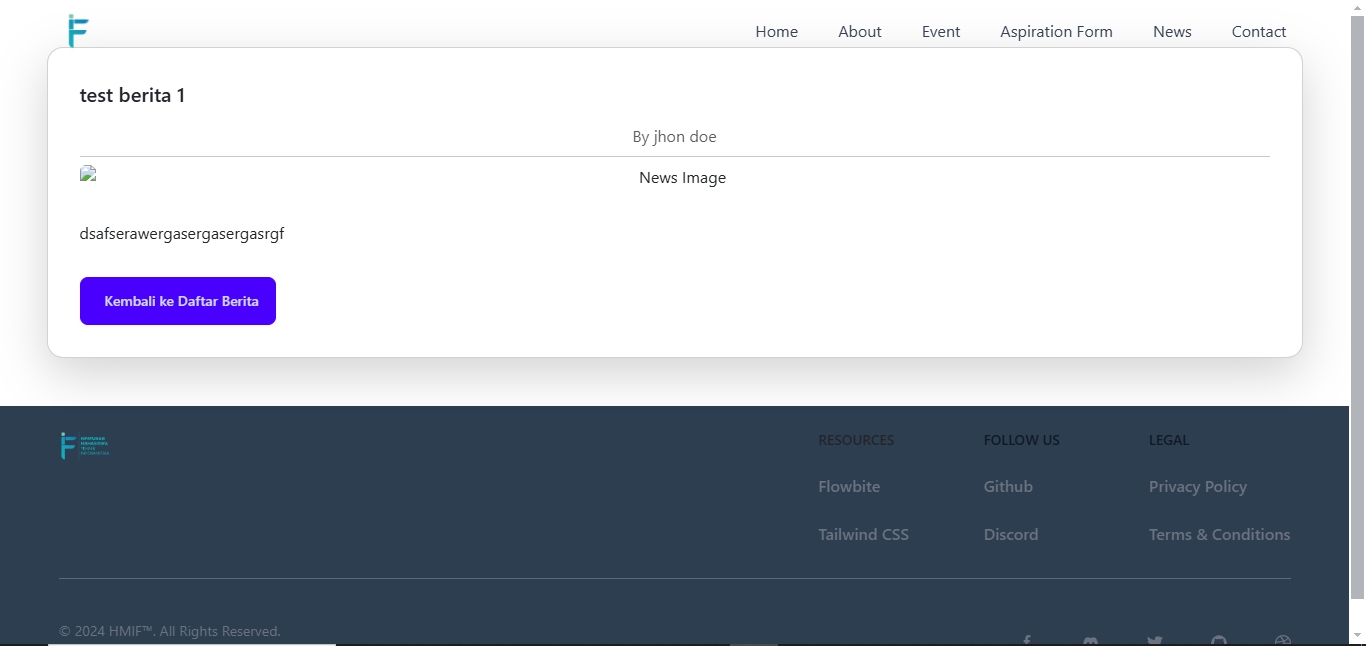 Home About Event Aspiration Form News Contact
test berita 1
By jhon doe
News Image
dsafserawergasergasergasrgf
Kembali ke Daftar Berita
RESOURCES FOLLOW US LEGAL
Flowbite Github Privacy Policy
Tailwind CSS Discord Terms & Conditions
© 2024 HMIF™. All Rights Reserved.